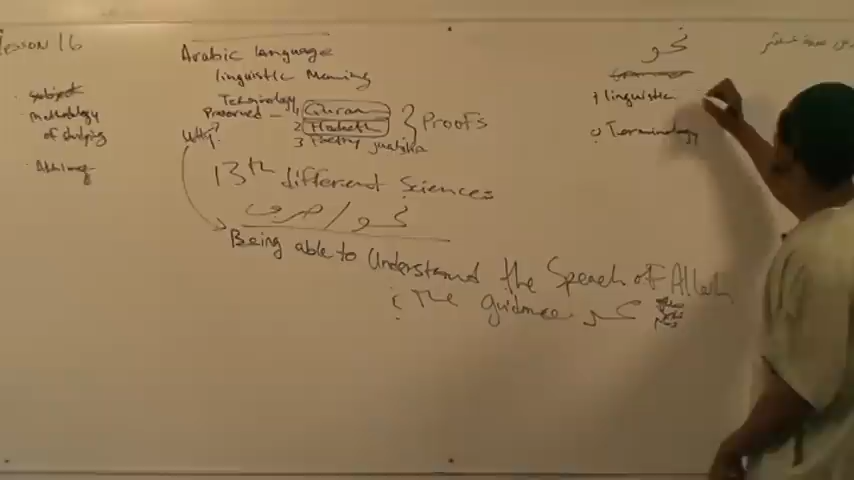 Lesson 16
subject
Methodology
of studying
Arabic language
linguistic Meaning
Terminology
Preserved - 1 Quran
2 Hadeeth
3 Poetry
Proofs
Why?
13th different Sciences
نحو / صرف
Being able to Understand the Speach of Allah
The guidance
نحو
1 linguistic
2 Terminology